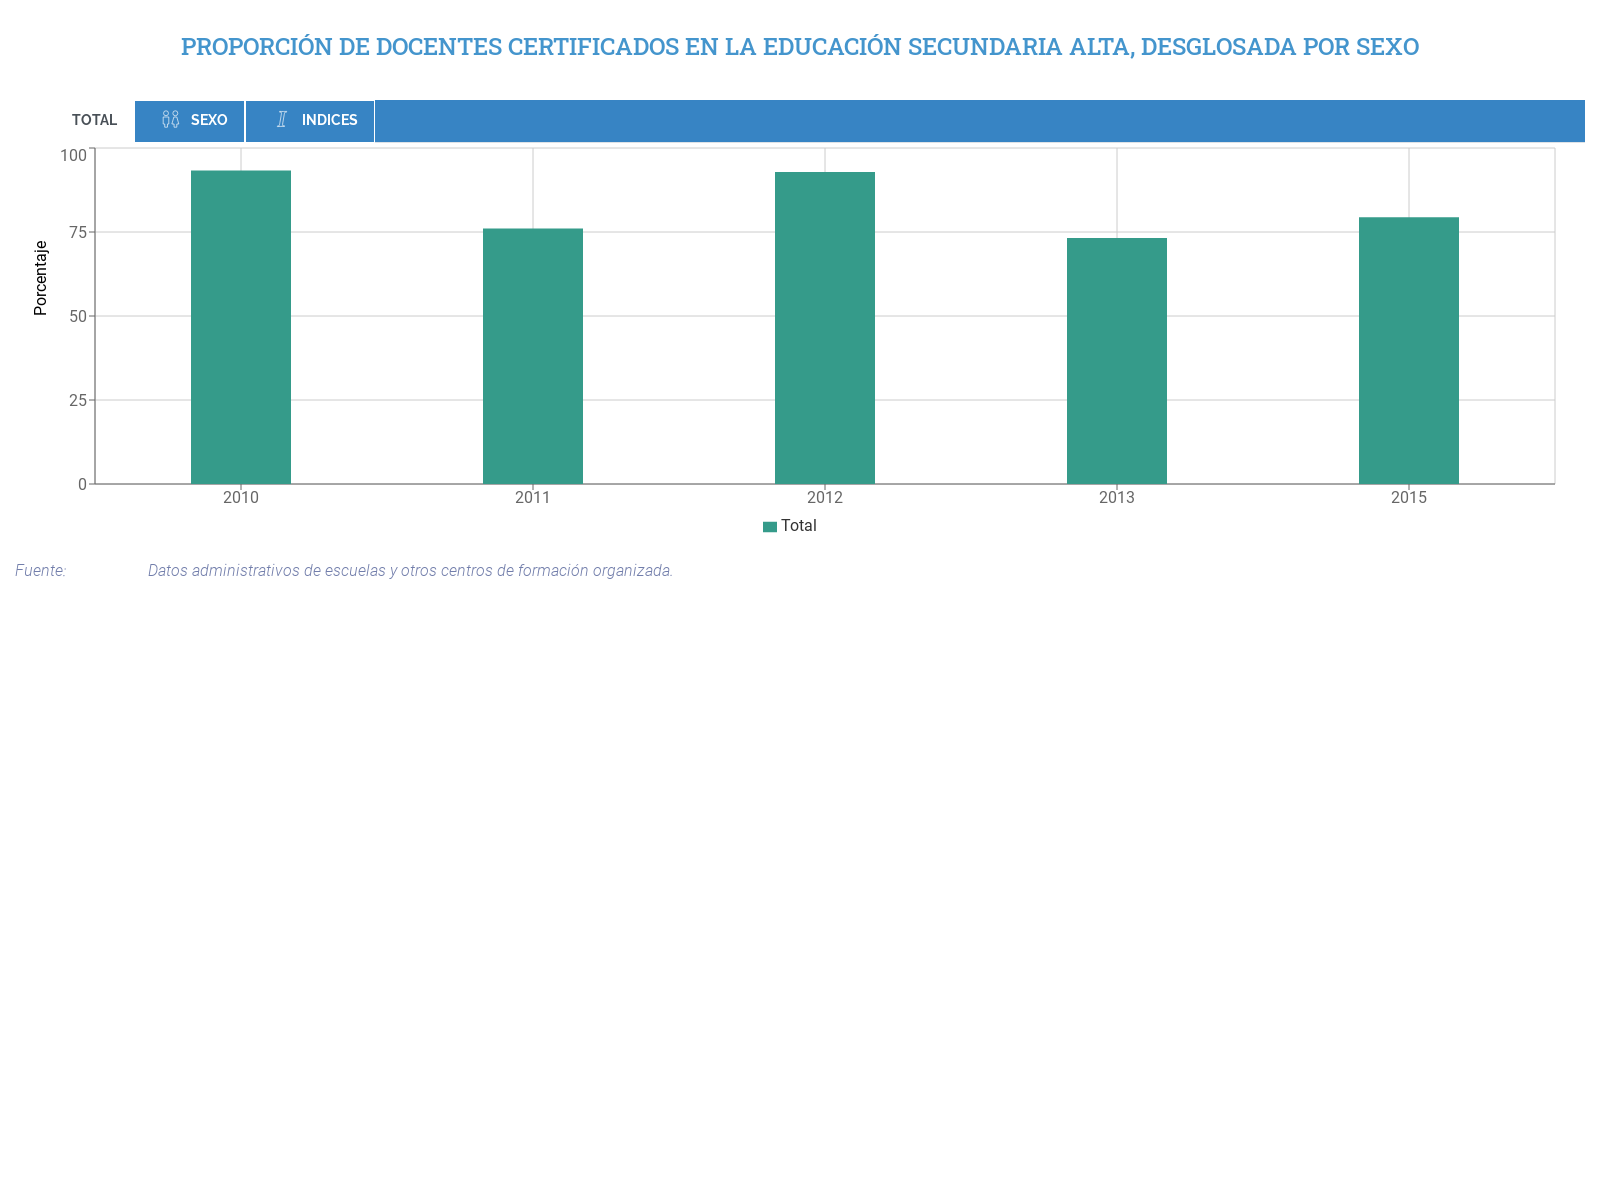 PROPORCIÓN DE DOCENTES CERTIFICADOS EN LA EDUCACIÓN SECUNDARIA ALTA, DESGLOSADA POR SEXO
TOTAL SEXO INDICES
Porcentaje
100
75
50
25
0
2010 2011 2012 2013 2015
Total
Fuente: Datos administrativos de escuelas y otros centros de formación organizada.